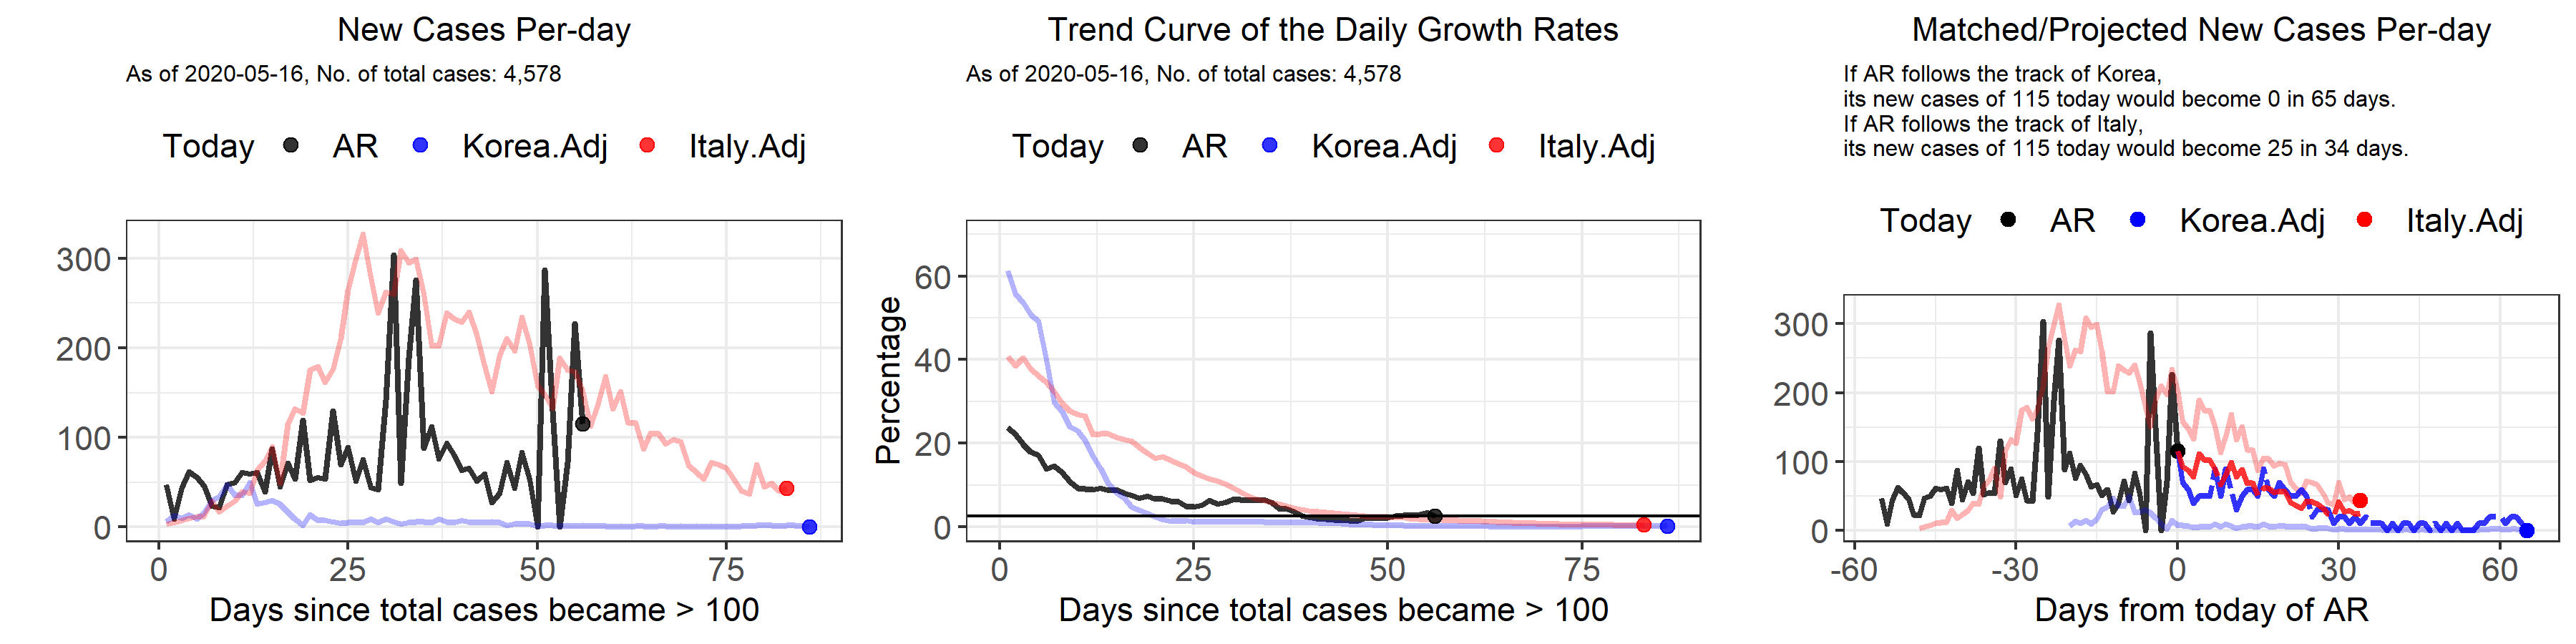 New Cases Per-day
As of 2020-05-16, No. of total cases: 4,578
Today AR Korea.Adj Italy.Adj
300
200
100
0
0 25 50 75
Days since total cases became > 100
Trend Curve of the Daily Growth Rates
As of 2020-05-16, No. of total cases: 4,578
Today AR Korea.Adj Italy.Adj
Percentage
60
40
20
0
0 25 50 75
Days since total cases became > 100
Matched/Projected New Cases Per-day
If AR follows the track of Korea,
its new cases of 115 today would become 0 in 65 days.
If AR follows the track of Italy,
its new cases of 115 today would become 25 in 34 days.
Today AR Korea.Adj Italy.Adj
300
200
100
0
-60 -30 0 30 60
Days from today of AR